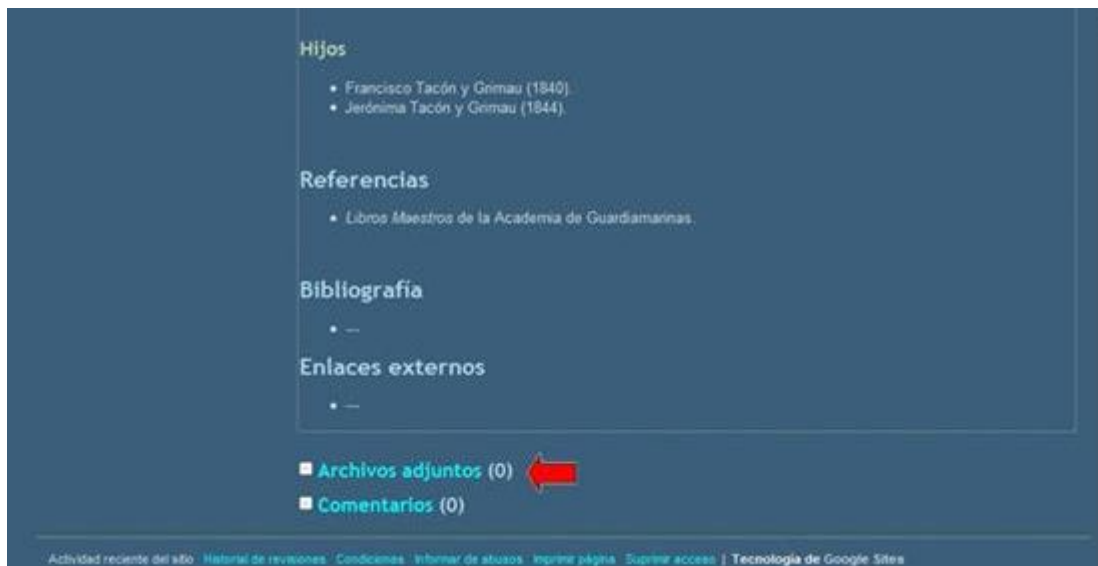 Hijos
• Francisco Tacón y Grimau (1840).
• Jerónima Tacón y Grimau (1844).
Referencias
• Libros Maestros de la Academia de Guardiamarinas.
Bibliografía
• ---
Enlaces externos
• ---
Archivos adjuntos (0)
Comentarios (0)
Actividad reciente del sitio Historial de revisiones Condiciones Informar de abusos Imprimir página Suprimir acceso | Tecnología de Google Sites